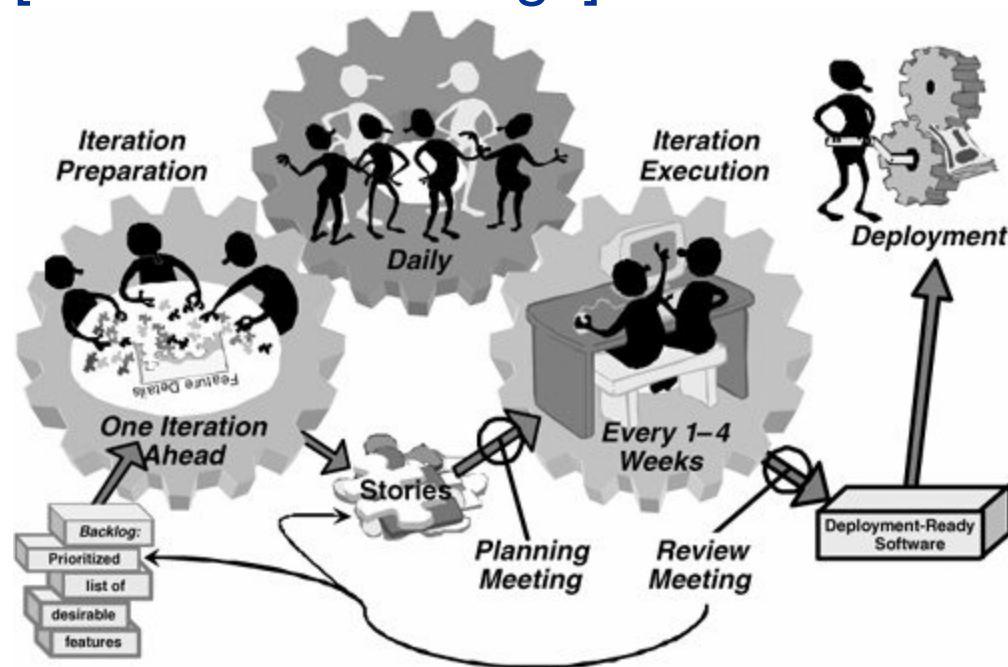 Iteration
Preparation
Daily
Iteration
Execution
Deployment
Feature Details
One Iteration
Ahead
Every 1–4
Weeks
Stories
Backlog:
Prioritized
list of
desirable
features
Planning
Meeting
Review
Meeting
Deployment-Ready
Software